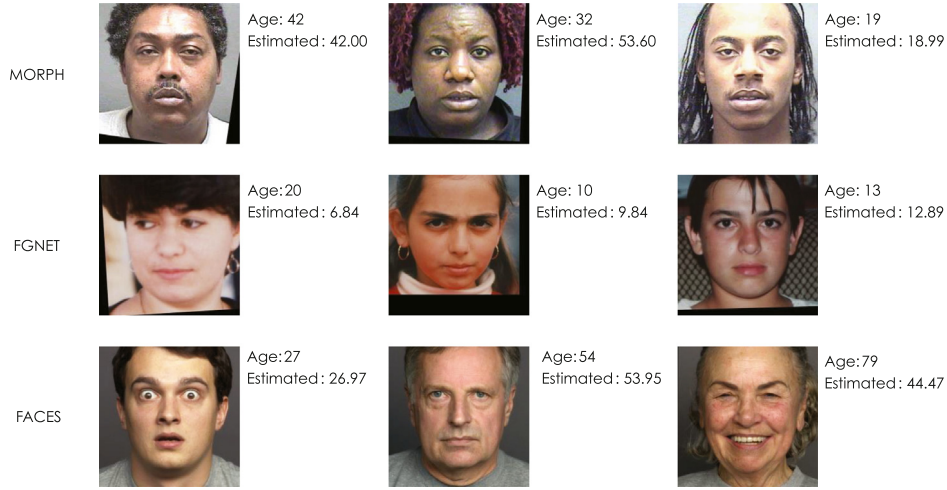 MORPH
Age: 42
Estimated: 42.00
Age: 32
Estimated: 53.60
Age: 19
Estimated: 18.99
FGNET
Age:20
Estimated: 6.84
Age: 10
Estimated: 9.84
Age: 13
Estimated: 12.89
FACES
Age:27
Estimated: 26.97
Age:54
Estimated: 53.95
Age:79
Estimated: 44.47